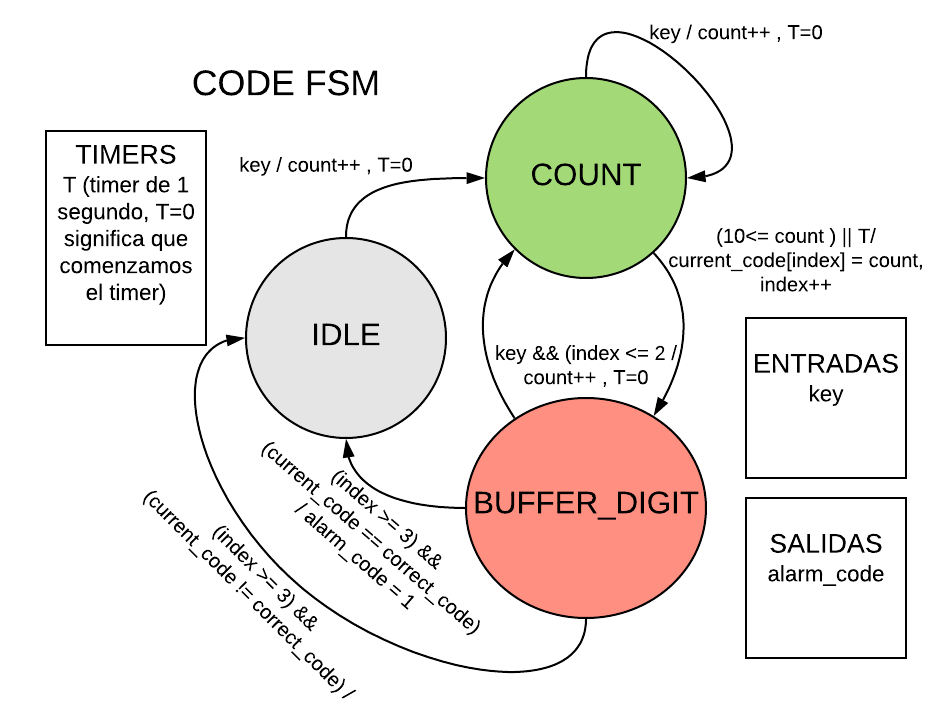 CODE FSM
TIMERS
T (timer de 1
segundo, T=0
significa que
comenzamos
el timer)
key / count++ , T=0
key / count++ , T=0
COUNT
IDLE
(10<= count ) || T/
current_code[index] = count,
index++
key && (index <= 2 /
count++ , T=0
BUFFER_DIGIT
(index >= 3) &&
(current_code == correct_code)
/ alarm_code = 1
(index >= 3) &&
(current_code != correct_code) /
ENTRADAS
key
SALIDAS
alarm_code